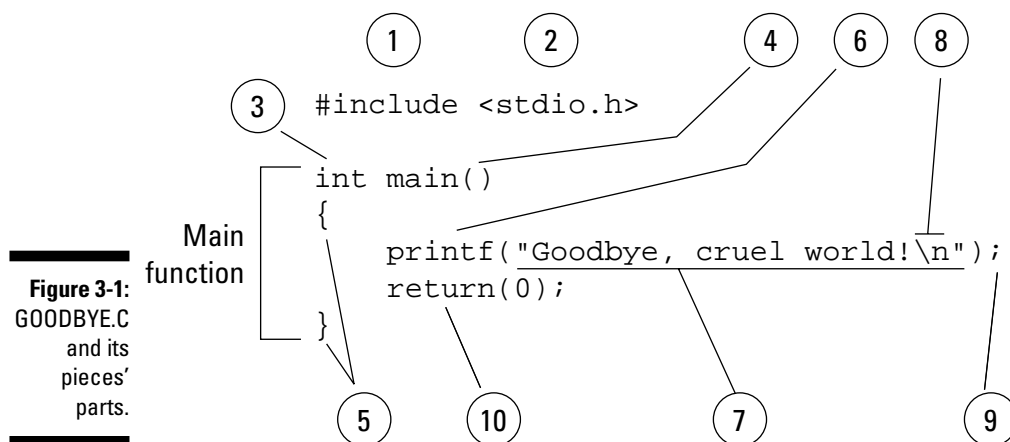 1 2 4 6 8
3 #include <stdio.h>
int main()
{
Main function
printf("Goodbye, cruel world!\n");
return(0);
}
Figure 3-1:
GOODBYE.C
and its
pieces'
parts.
5 10 7 9